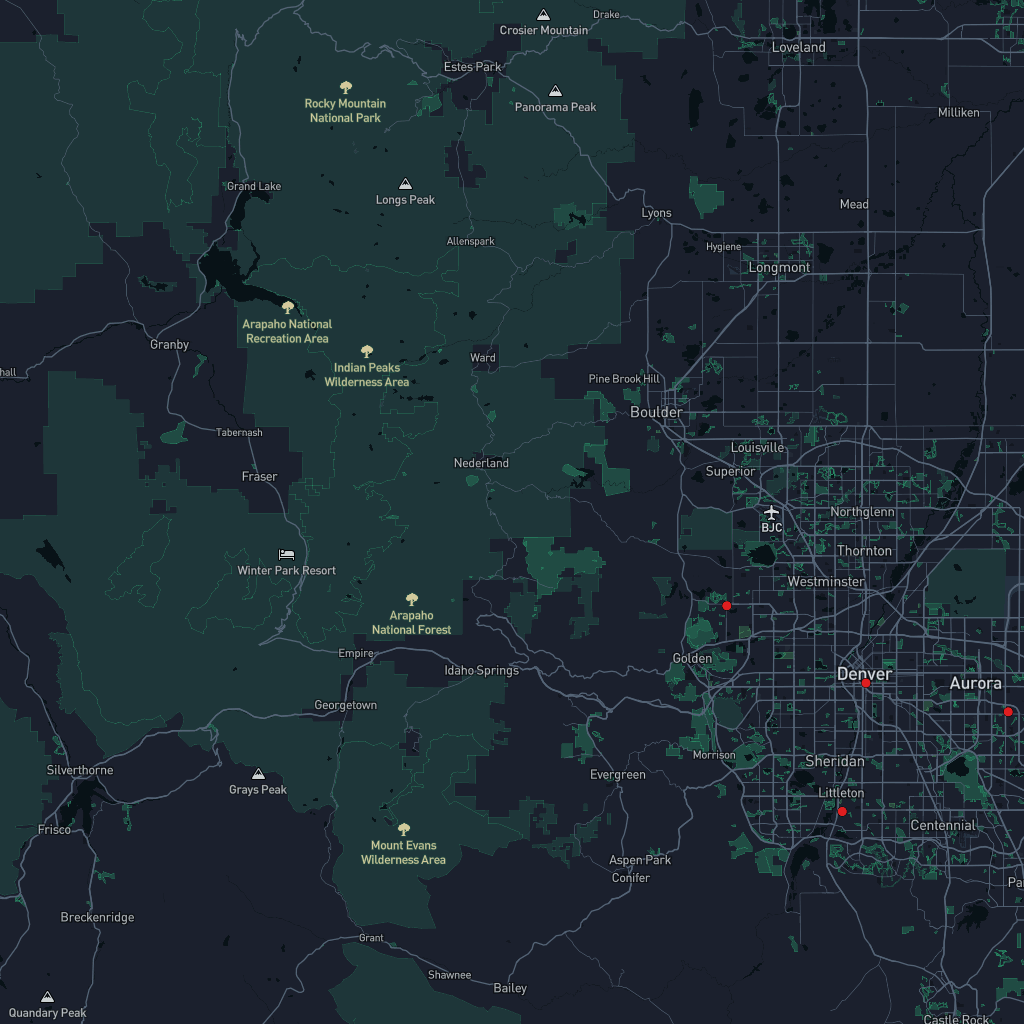 Drake
Crosier Mountain
Loveland
Estes Park
Rocky Mountain
National Park
Panorama Peak
Milliken
Grand Lake
Longs Peak
Mead
Lyons
Allenspark
Hygiene
Longmont
Arapaho National
Recreation Area
Granby
Ward
hall
Indian Peaks
Wilderness Area
Pine Brook Hill
Boulder
Tabernash
Louisville
Nederland
Superior
Fraser
Northglenn
BJC
Thornton
Winter Park Resort
Westminster
Arapaho
National Forest
Empire
Golden
Idaho Springs
Denver
Aurora
Georgetown
Morrison
Sheridan
Silverthorne
Evergreen
Grays Peak
Littleton
Frisco
Centennial
Mount Evans
Wilderness Area
Aspen Park
Conifer
Pa
Breckenridge
Grant
Shawnee
Bailey
Quandary Peak
Castle Rock